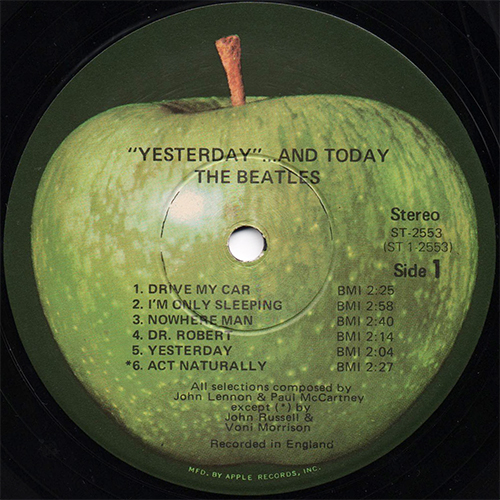 "YESTERDAY"...AND TODAY
THE BEATLES
Stereo
ST-2553
(ST 1-2553)
Side 1
1. DRIVE MY CAR BMI 2:25
2. I'M ONLY SLEEPING BMI 2:58
3. NOWHERE MAN BMI 2:40
4. DR. ROBERT BMI 2:14
5. YESTERDAY BMI 2:04
*6. ACT NATURALLY BMI 2:27
All selections composed by
John Lennon & Paul McCartney
except (*) by
John Russell &
Voni Morrison
Recorded in England
MFD. BY APPLE RECORDS, INC.